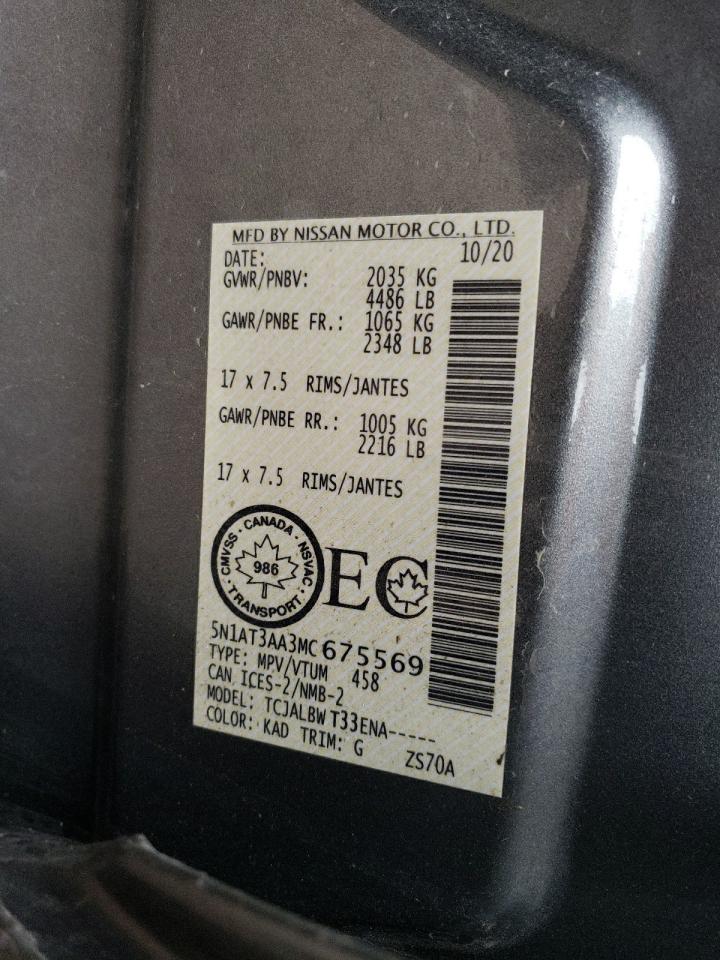 MFD BY NISSAN MOTOR CO., LTD.
DATE: 10/20
GVWR/PNBV: 2035 KG
4486 LB
GAWR/PNBE FR.: 1065 KG
2348 LB
17 x 7.5 RIMS/JANTES
GAWR/PNBE RR.: 1005 KG
2216 LB
17 x 7.5 RIMS/JANTES
CMVSS · CANADA · NSVAC · TRANSPORT ·
986
EC
5N1AT3AA3MC675569
TYPE: MPV/VTUM 458
CAN ICES-2/NMB-2
MODEL: TCJALBW T33ENA-----
COLOR: KAD TRIM: G ZS70A